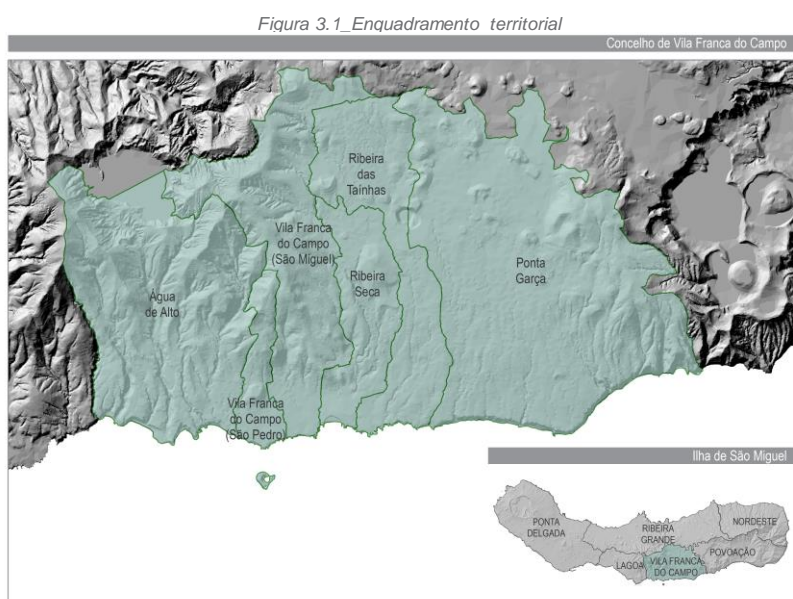 Figura 3.1_Enquadramento territorial
Concelho de Vila Franca do Campo
Ribeira
das
Taínhas
Vila Franca
do Campo
(São Miguel)
Ribeira
Seca
Ponta
Garça
Água
de Alto
Vila Franca
do Campo
(São Pedro)
Ilha de São Miguel
PONTA
DELGADA
RIBEIRA
GRANDE
NORDESTE
LAGOA
VILA FRANCA
DO CAMPO
POVOAÇÃO